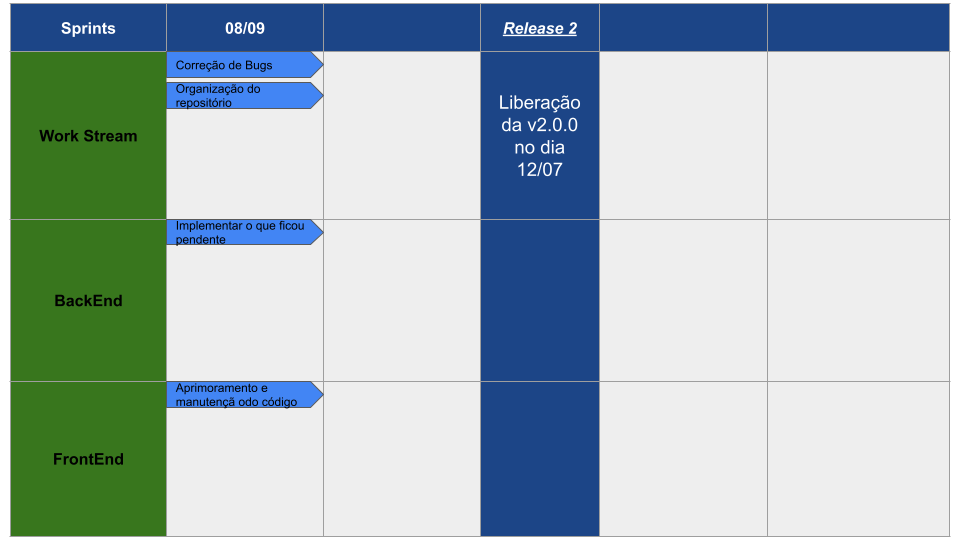 Sprints
08/09
Release 2
Work Stream
Correção de Bugs
Organização do
repositório
Liberação
da v2.0.0
no dia
12/07
BackEnd
Implementar o que ficou
pendente
FrontEnd
Aprimoramento e
manutençã odo código